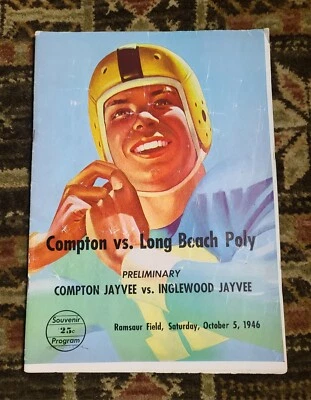 Compton vs. Long Beach Poly
PRELIMINARY
COMPTON JAYVEE vs. INGLEWOOD JAYVEE
Souvenir
25c
Program
Ramsaur Field, Saturday, October 5, 1946